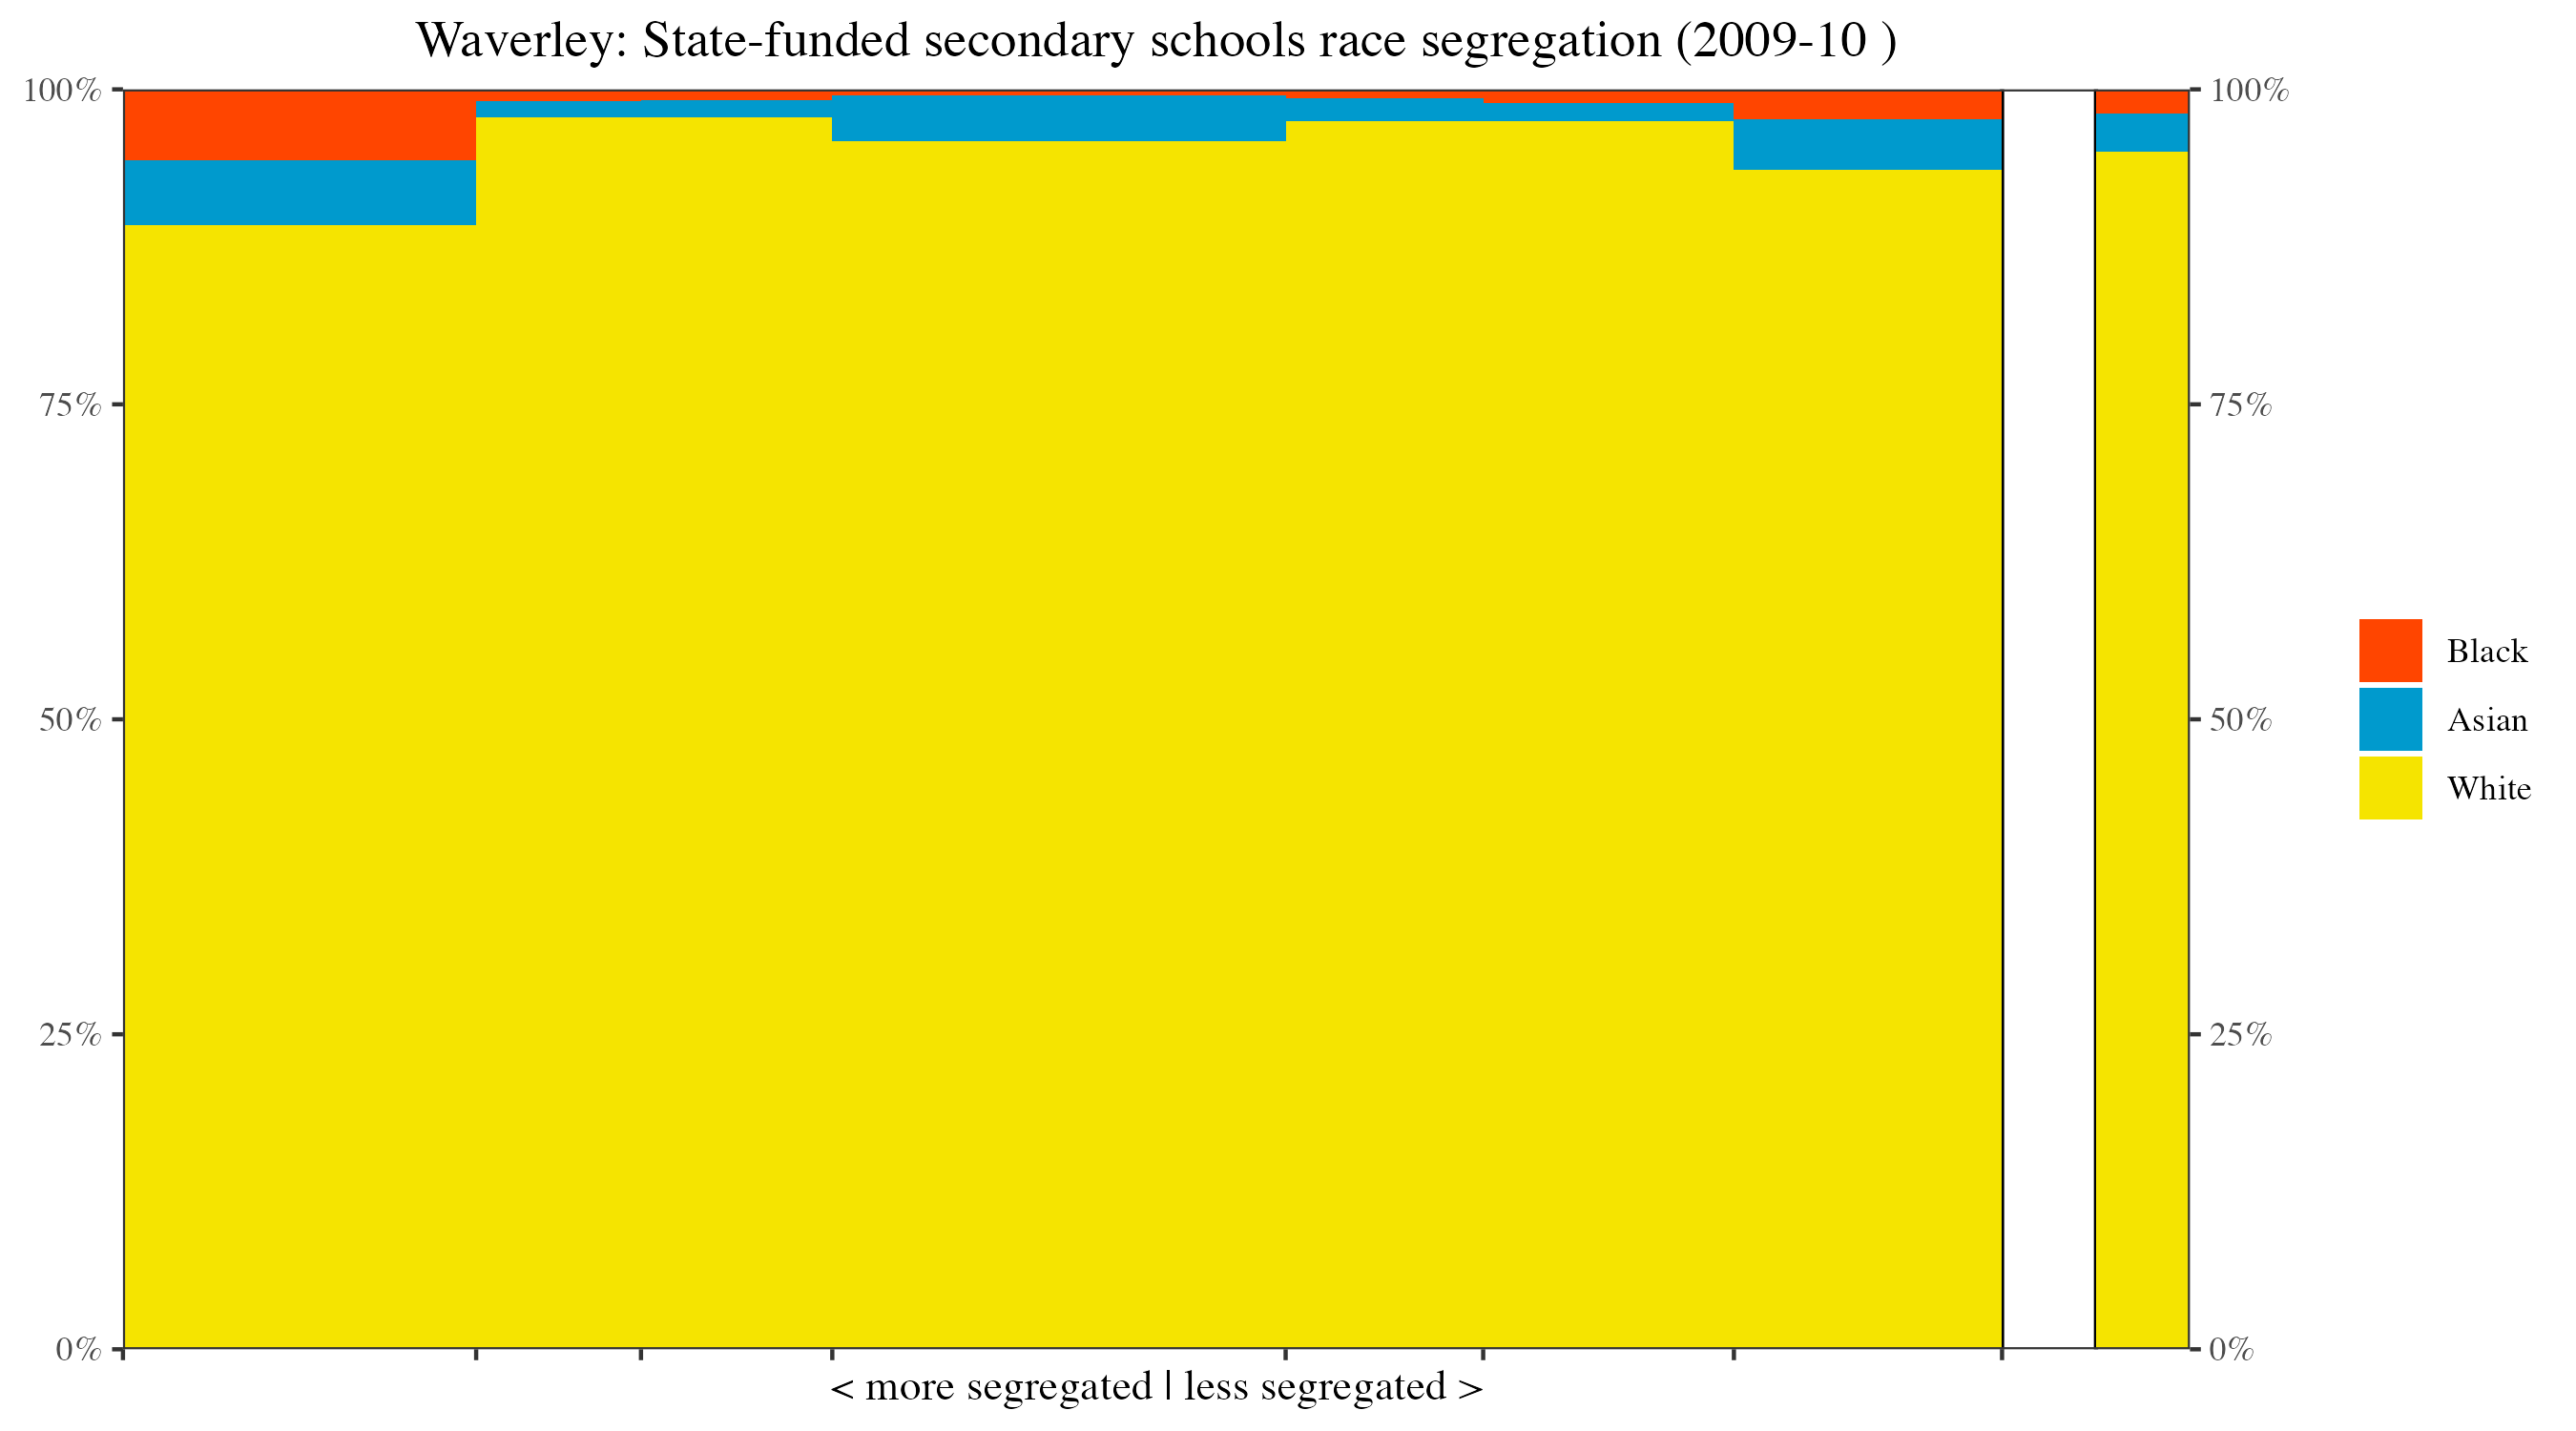 Waverley: State-funded secondary schools race segregation (2009-10 )
100%
75%
50%
25%
0%
100%
75%
50%
25%
0%
Black
Asian
White
< more segregated | less segregated >